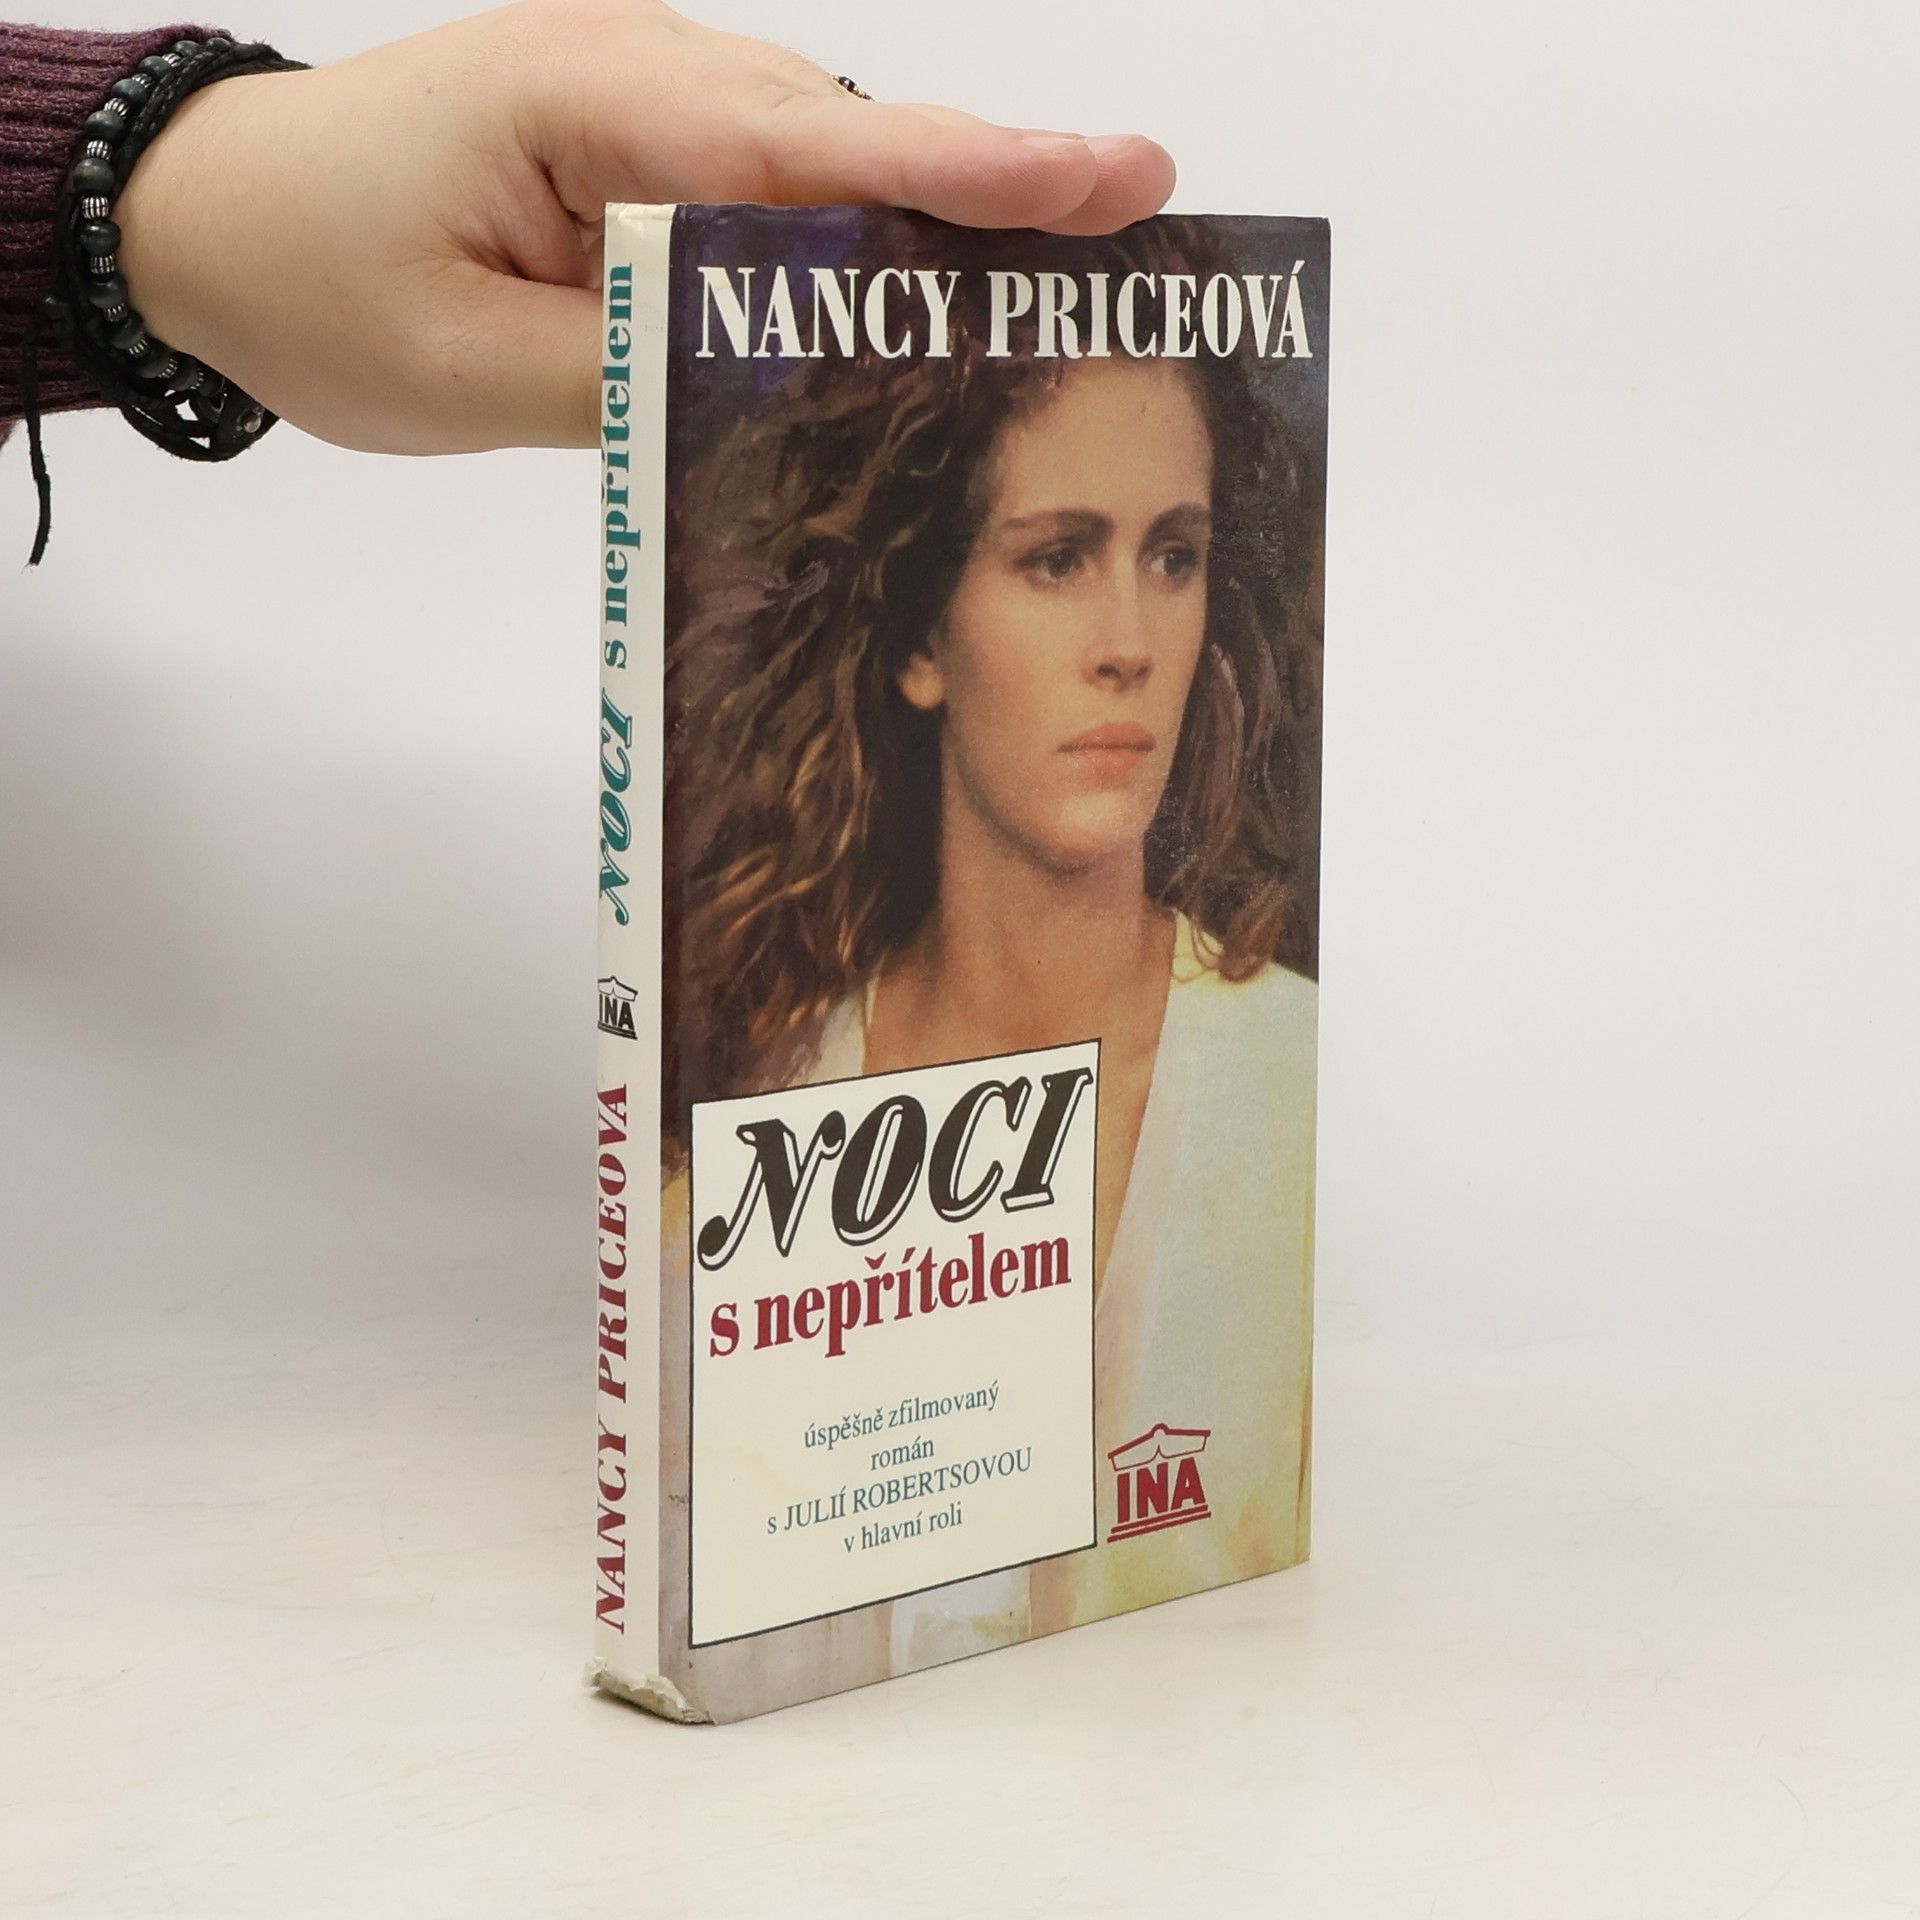 NANCY PRICEOVÁ
NOCI
s nepřítelem
úspěšně zfilmovaný
román
s JULIÍ ROBERTSOVOU
v hlavní roli
INA
NANCY PRICEOVÁ INA NOCI s nepřítelem